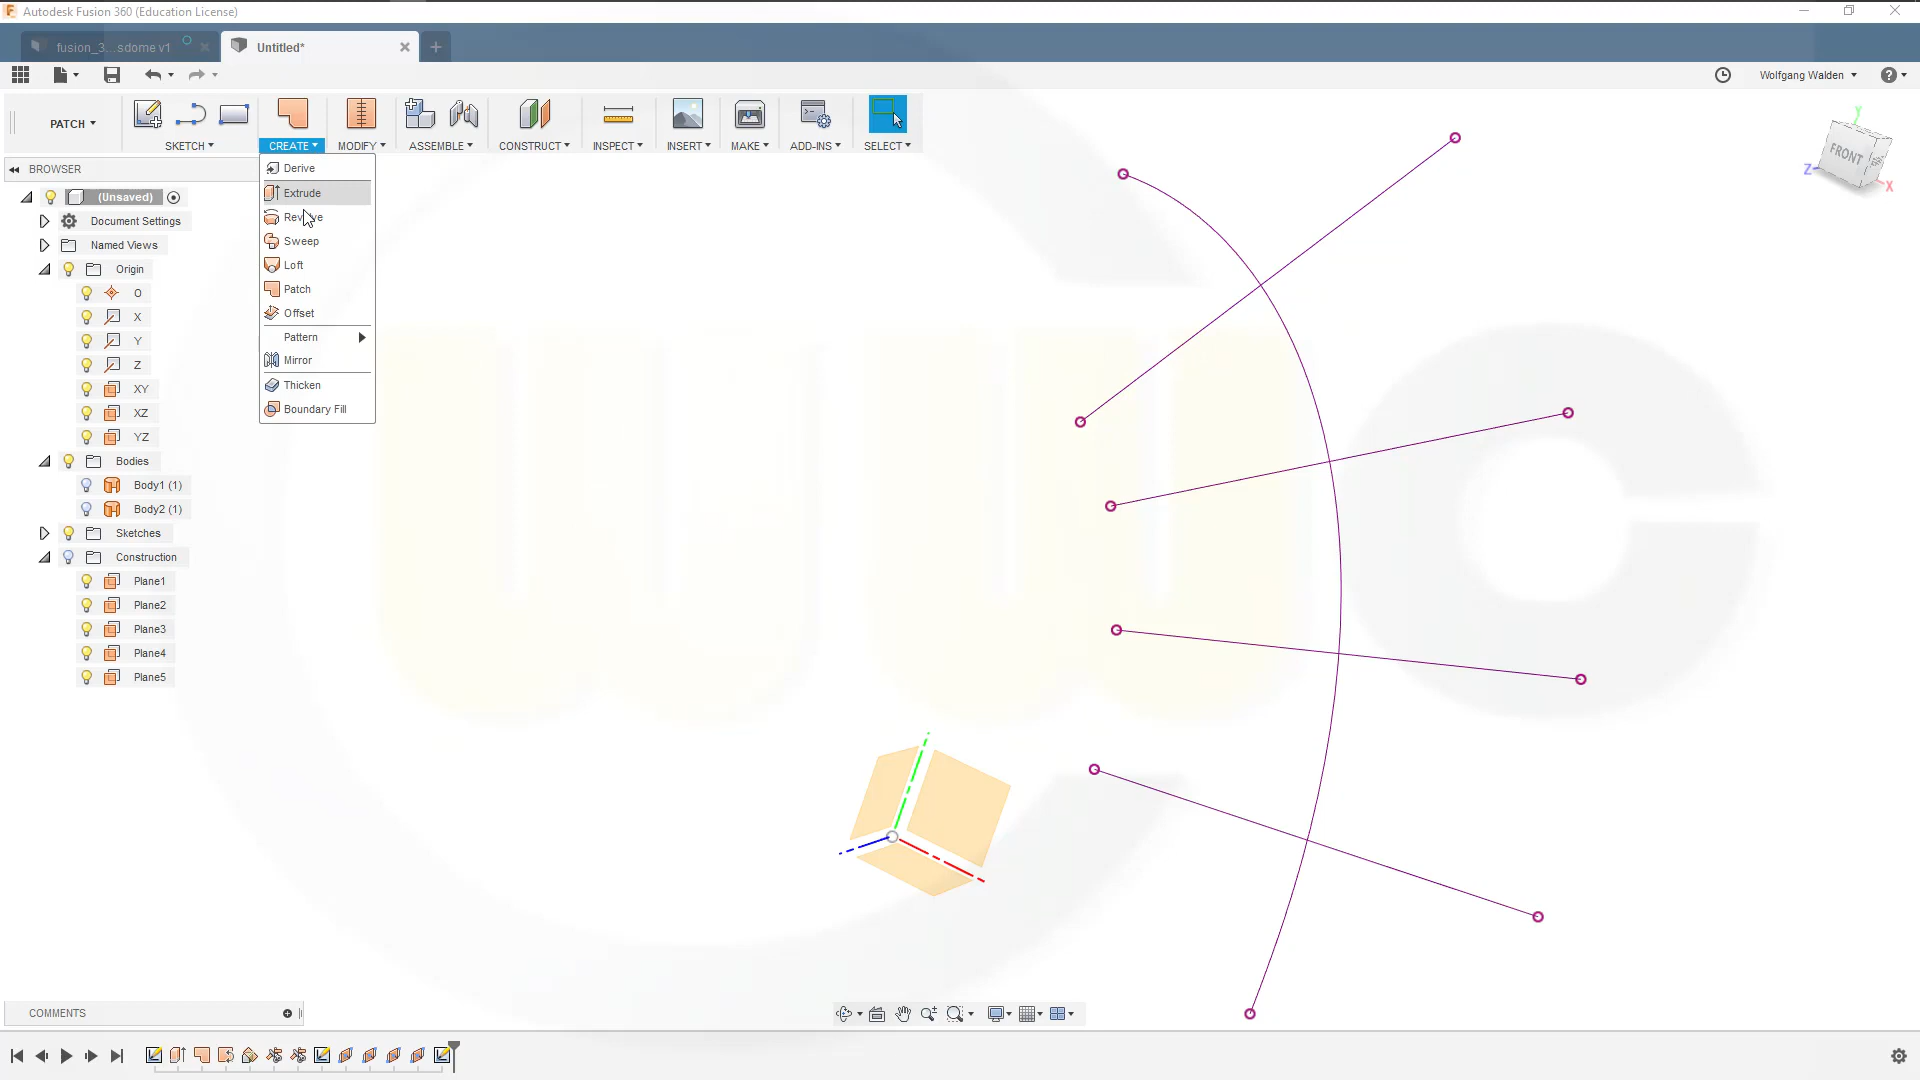 Autodesk Fusion 360 (Education License)
fusion_3...sdome v1
Untitled*
Wolfgang Walden
PATCH
SKETCH
CREATE
MODIFY
ASSEMBLE
CONSTRUCT
INSPECT
INSERT
MAKE
ADD-INS
SELECT
BROWSER
(Unsaved)
Document Settings
Named Views
Origin
O
X
Y
Z
XY
XZ
YZ
Bodies
Body1 (1)
Body2 (1)
Sketches
Construction
Plane1
Plane2
Plane3
Plane4
Plane5
Derive
Extrude
Revolve
Sweep
Loft
Patch
Offset
Pattern
Mirror
Thicken
Boundary Fill
Y
FRONT
Z
X
COMMENTS